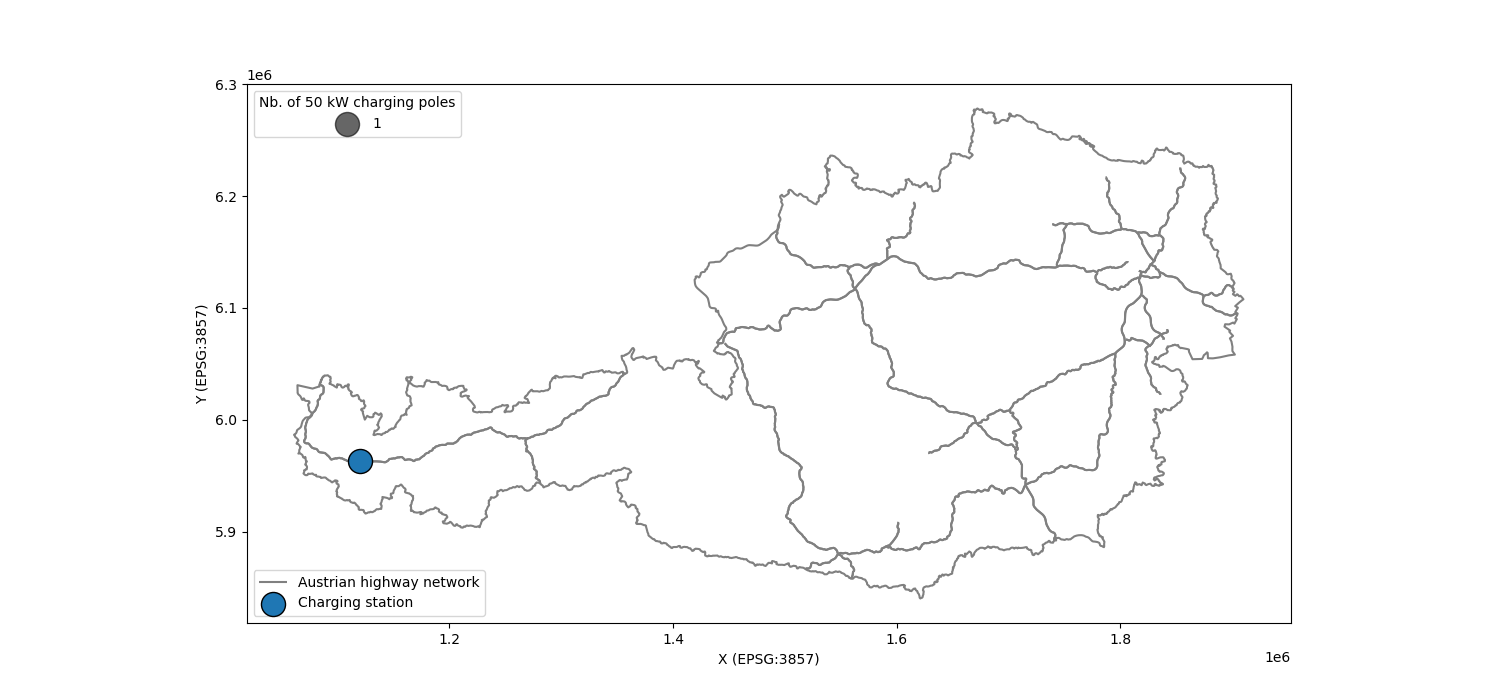 1e6
6.3
6.2
6.1
6.0
5.9
Y (EPSG:3857)
Nb. of 50 kW charging poles
1
Austrian highway network
Charging station
1.2
1.4
1.6
1.8
X (EPSG:3857)
1e6